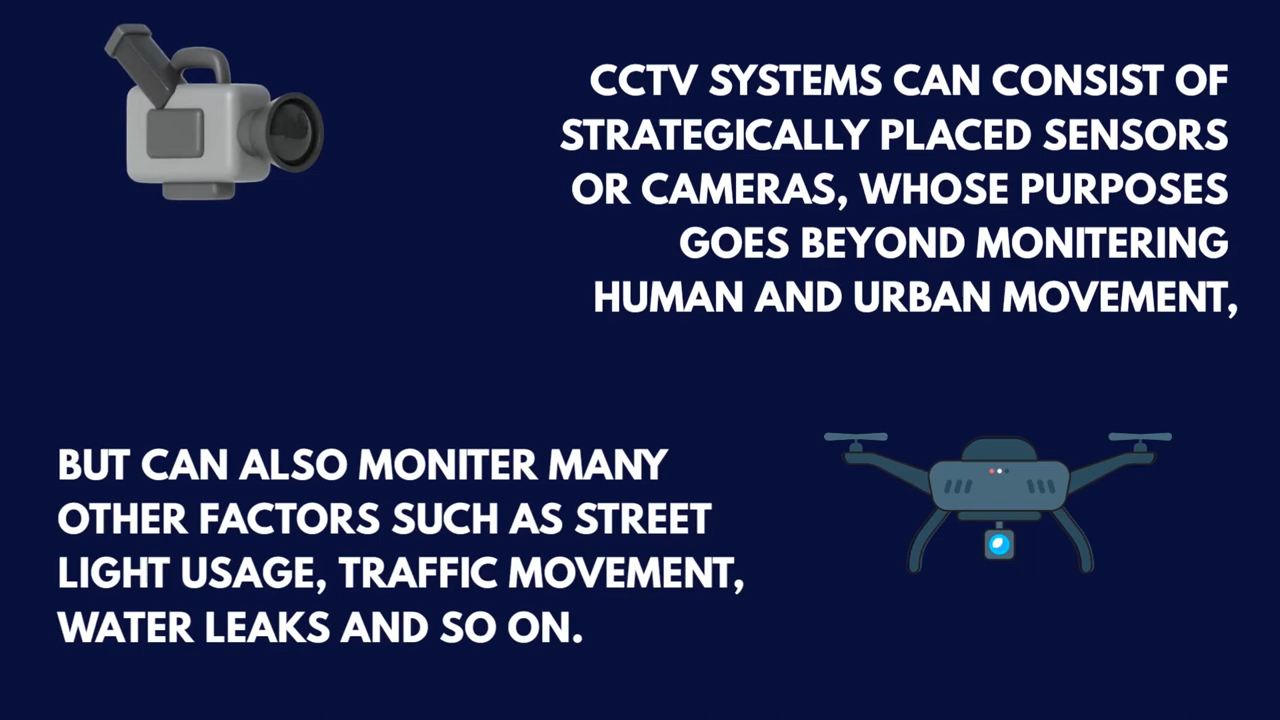 CCTV SYSTEMS CAN CONSIST OF
STRATEGICALLY PLACED SENSORS
OR CAMERAS, WHOSE PURPOSES
GOES BEYOND MONITERING
HUMAN AND URBAN MOVEMENT,
BUT CAN ALSO MONITER MANY
OTHER FACTORS SUCH AS STREET
LIGHT USAGE, TRAFFIC MOVEMENT,
WATER LEAKS AND SO ON.